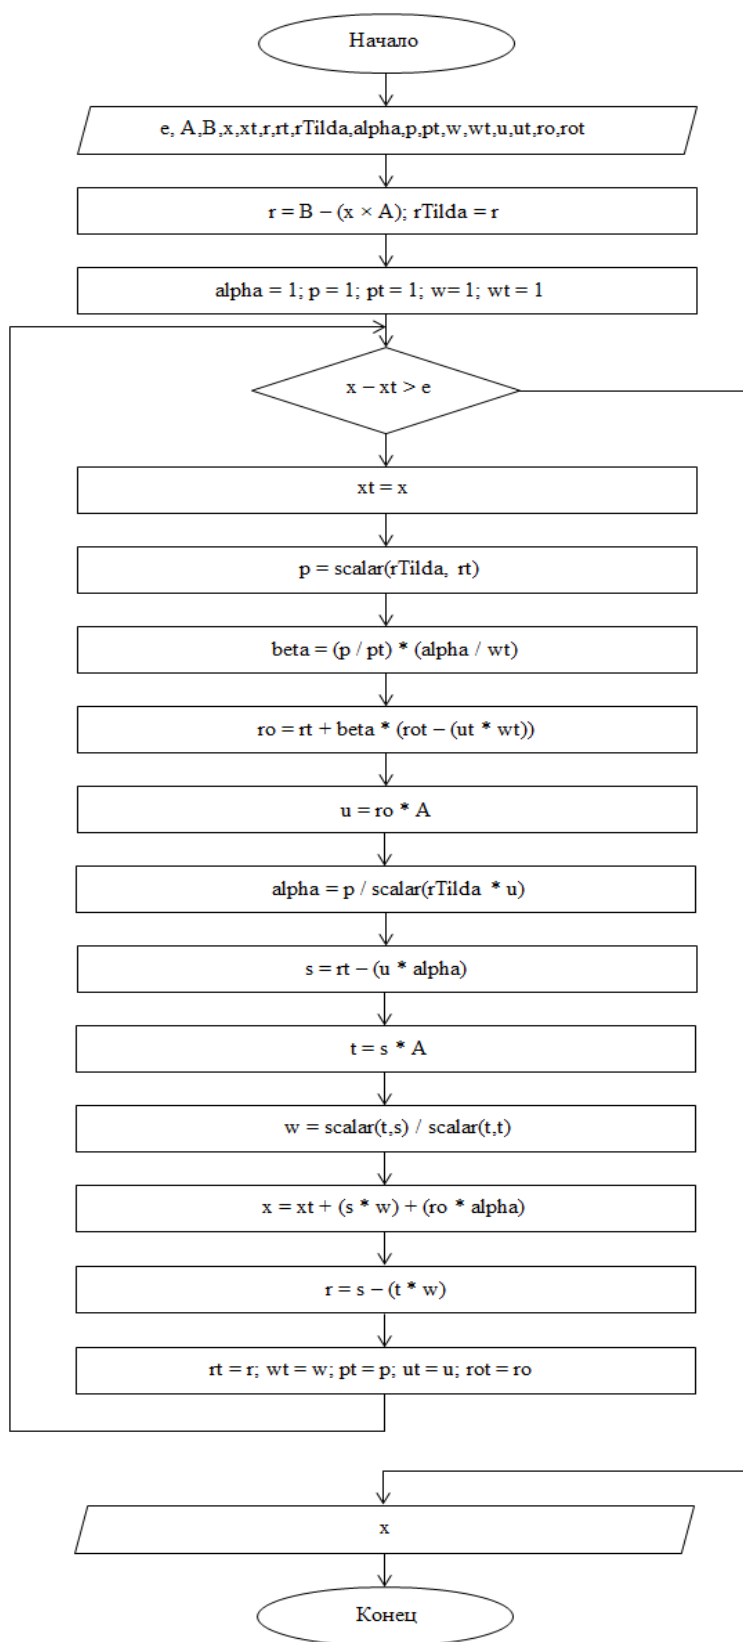 Начало
e, A,B,x,xt,r,rt,rTilda,alpha,p,pt,w,wt,u,ut,ro,rot
r = B – (x × A); rTilda = r
alpha = 1; p = 1; pt = 1; w= 1; wt = 1
x – xt > e
xt = x
p = scalar(rTilda, rt)
beta = (p / pt) * (alpha / wt)
ro = rt + beta * (rot – (ut * wt))
u = ro * A
alpha = p / scalar(rTilda * u)
s = rt – (u * alpha)
t = s * A
w = scalar(t,s) / scalar(t,t)
x = xt + (s * w) + (ro * alpha)
r = s – (t * w)
rt = r; wt = w; pt = p; ut = u; rot = ro
x
Конец